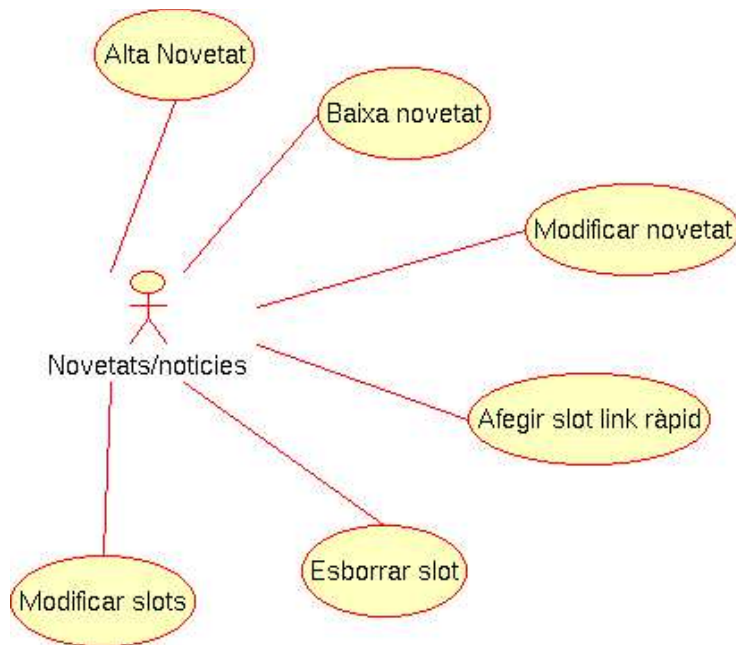 Alta Novetat
Baixa novetat
Modificar novetat
Novetats/noticies
Afegir slot link ràpid
Esborrar slot
Modificar slots